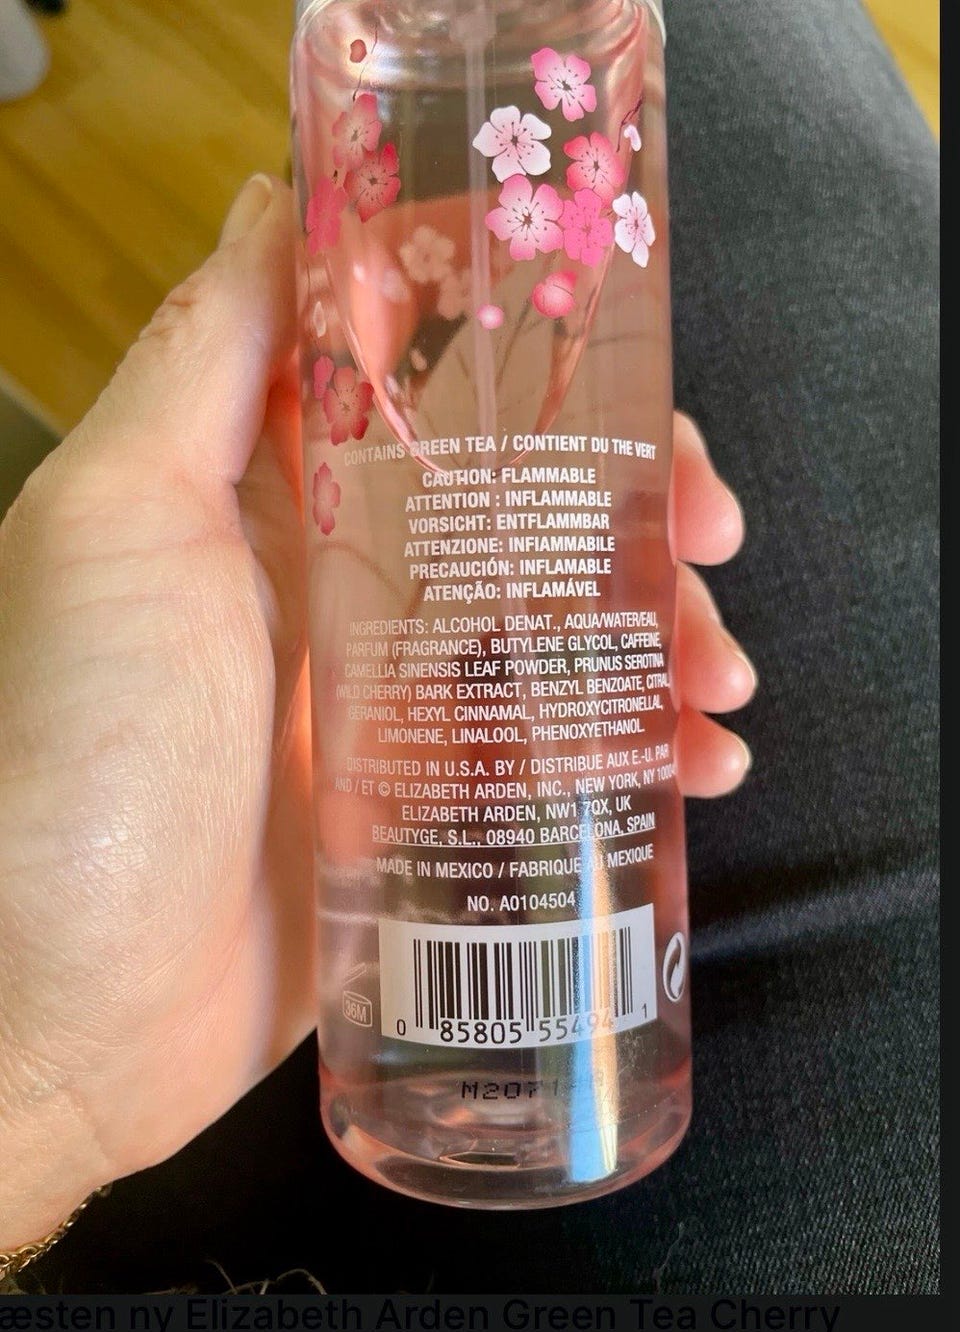 CONTAINS GREEN TEA / CONTIENT DU THE VERT
CAUTION: FLAMMABLE
ATTENTION : INFLAMMABLE
VORSICHT: ENTFLAMMBAR
ATTENZIONE: INFIAMMABILE
PRECAUCIÓN: INFLAMABLE
ATENÇÃO: INFLAMÁVEL
INGREDIENTS: ALCOHOL DENAT., AQUA/WATER/EAU,
PARFUM (FRAGRANCE), BUTYLENE GLYCOL, CAFFEINE,
CAMELLIA SINENSIS LEAF POWDER, PRUNUS SEROTINA
(WILD CHERRY) BARK EXTRACT, BENZYL BENZOATE, CITRAL,
GERANIOL, HEXYL CINNAMAL, HYDROXYCITRONELLAL,
LIMONENE, LINALOOL, PHENOXYETHANOL.
DISTRIBUTED IN U.S.A. BY / DISTRIBUE AUX E.-U. PAR
AND / ET © ELIZABETH ARDEN, INC., NEW YORK, NY
ELIZABETH ARDEN, NW1 7QX, UK
BEAUTYGE, S.L., 08940 BARCELONA, SPAIN
MADE IN MEXICO / FABRIQUE AU MEXIQUE
NO. A0104504
36M
0 85805 55494 1
æsten ny Elizabeth Arden Green Tea Cherry